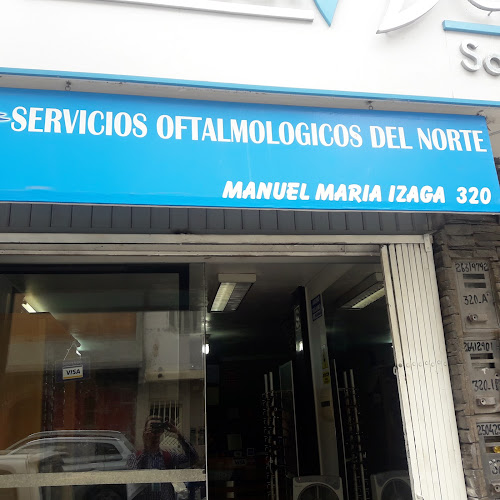 SERVICIOS OFTALMOLOGICOS DEL NORTE
MANUEL MARIA IZAGA 320
VISA
320-A